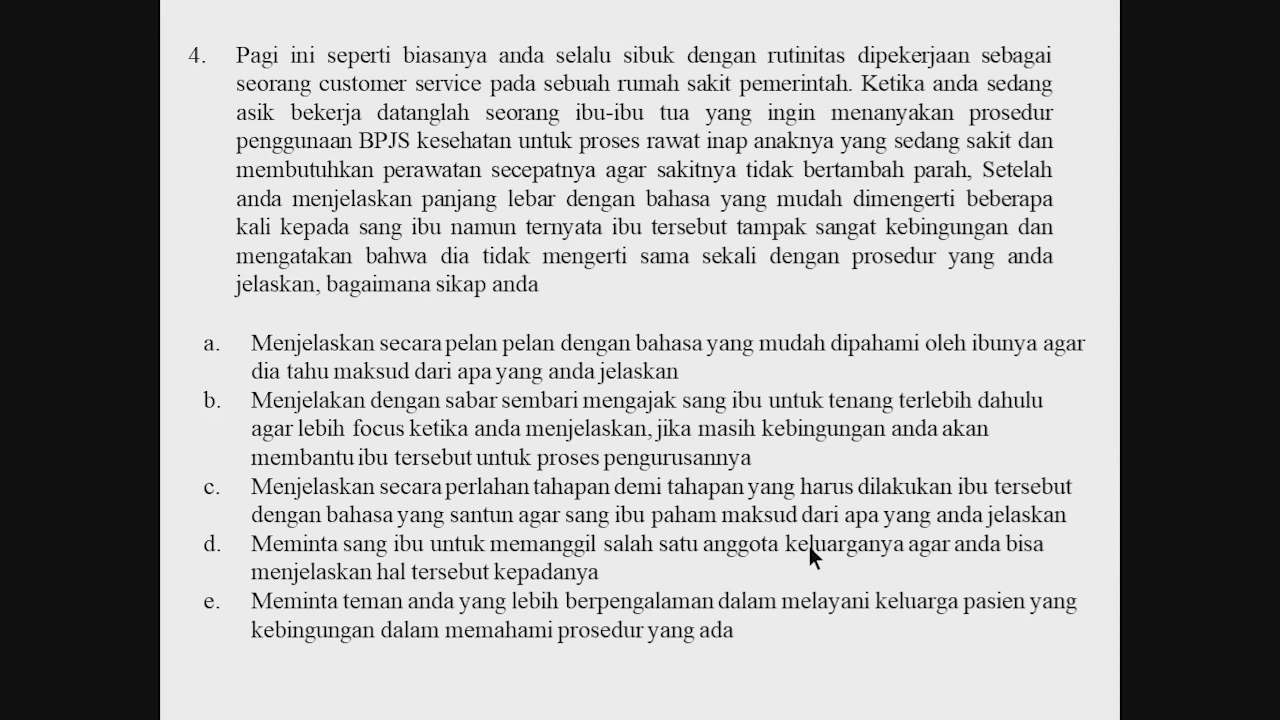 4. Pagi ini seperti biasanya anda selalu sibuk dengan rutinitas dipekerjaan sebagai
seorang customer service pada sebuah rumah sakit pemerintah. Ketika anda sedang
asik bekerja datanglah seorang ibu-ibu tua yang ingin menanyakan prosedur
penggunaan BPJS kesehatan untuk proses rawat inap anaknya yang sedang sakit dan
membutuhkan perawatan secepatnya agar sakitnya tidak bertambah parah, Setelah
anda menjelaskan panjang lebar dengan bahasa yang mudah dimengerti beberapa
kali kepada sang ibu namun ternyata ibu tersebut tampak sangat kebingungan dan
mengatakan bahwa dia tidak mengerti sama sekali dengan prosedur yang anda
jelaskan, bagaimana sikap anda
a. Menjelaskan secara pelan pelan dengan bahasa yang mudah dipahami oleh ibunya agar
dia tahu maksud dari apa yang anda jelaskan
b. Menjelakan dengan sabar sembari mengajak sang ibu untuk tenang terlebih dahulu
agar lebih focus ketika anda menjelaskan, jika masih kebingungan anda akan
membantu ibu tersebut untuk proses pengurusannya
c. Menjelaskan secara perlahan tahapan demi tahapan yang harus dilakukan ibu tersebut
dengan bahasa yang santun agar sang ibu paham maksud dari apa yang anda jelaskan
d. Meminta sang ibu untuk memanggil salah satu anggota keluarganya agar anda bisa
menjelaskan hal tersebut kepadanya
e. Meminta teman anda yang lebih berpengalaman dalam melayani keluarga pasien yang
kebingungan dalam memahami prosedur yang ada